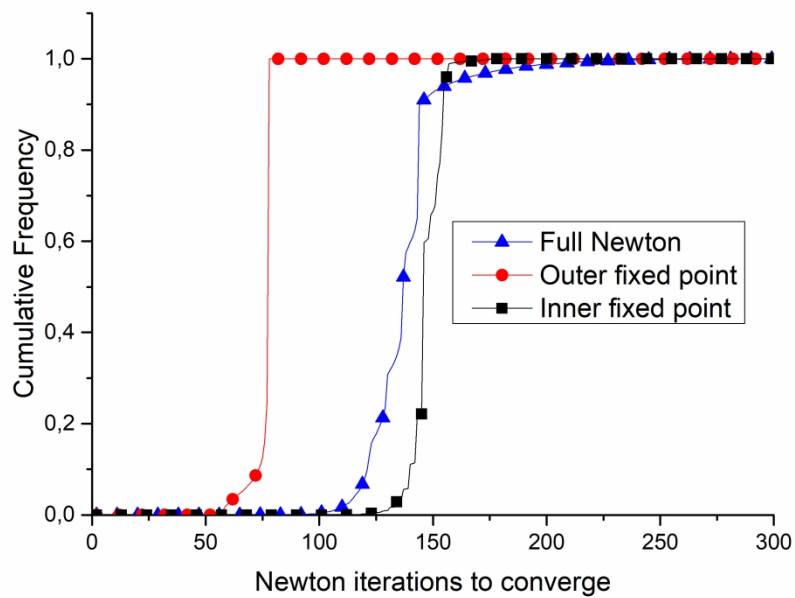 1,0
0,8
0,6
0,4
0,2
0,0
Cumulative Frequency
Full Newton
Outer fixed point
Inner fixed point
0 50 100 150 200 250 300
Newton iterations to converge